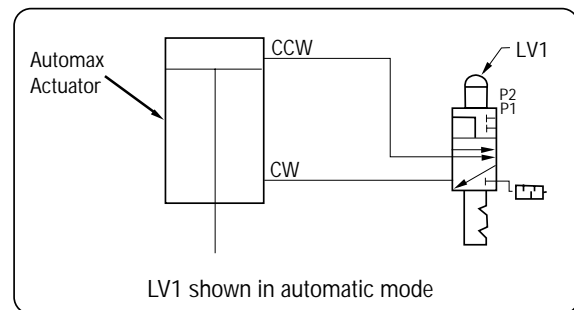 Automax
Actuator
CCW
LV1
P2
P1
CW
LV1 shown in automatic mode